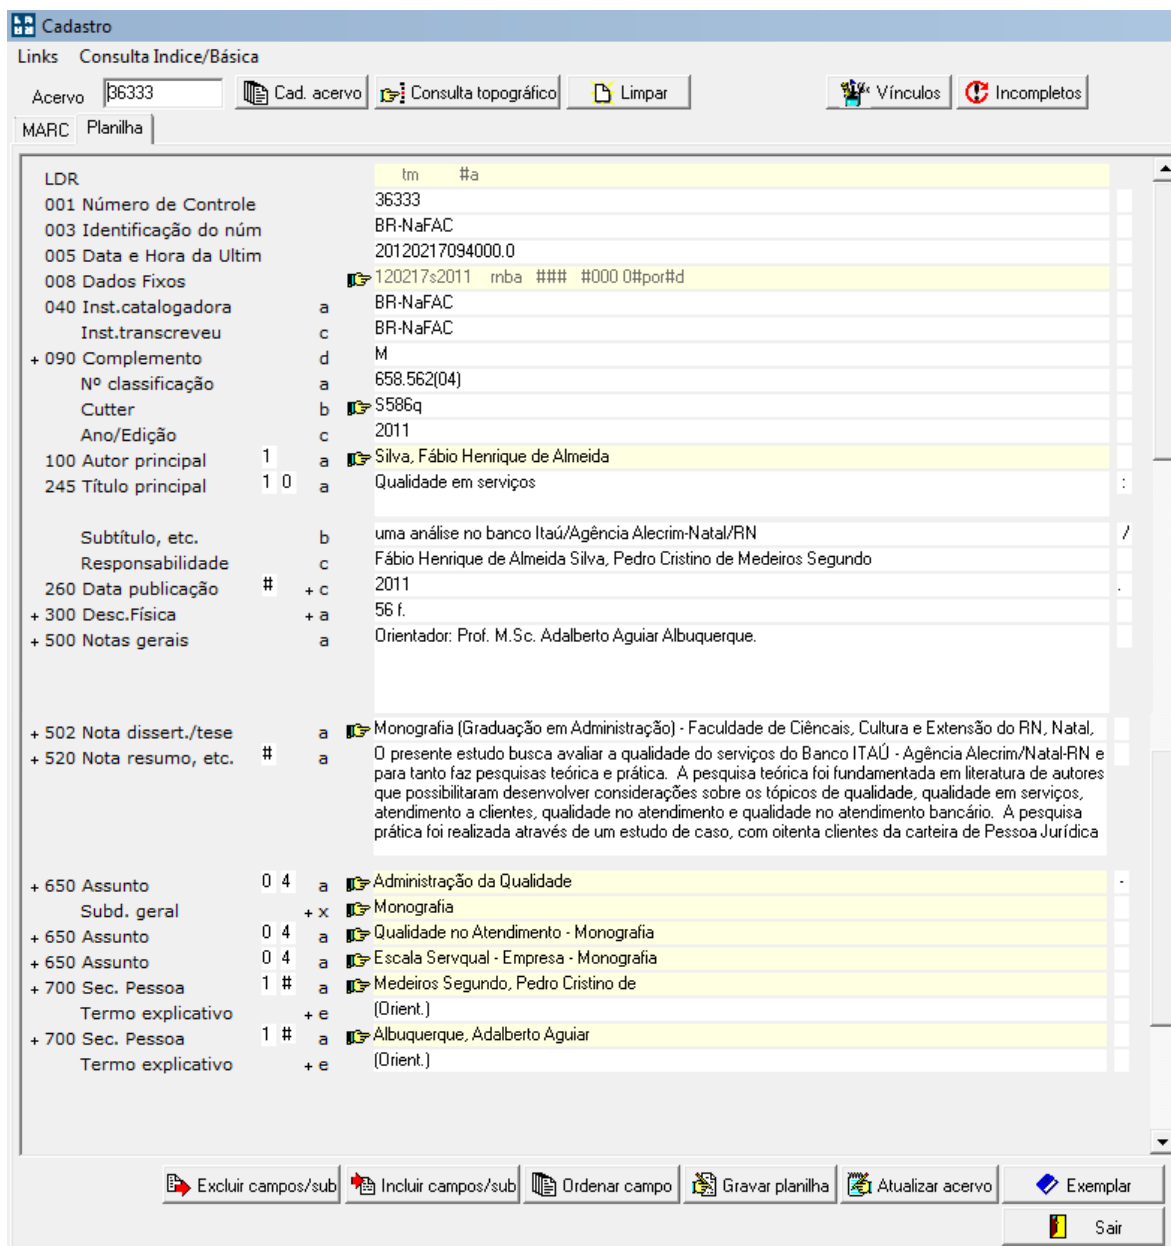 Cadastro
Links Consulta Indice/Básica
Acervo 36333 Cad. acervo Consulta topográfico Limpar Vínculos Incompletos
MARC Planilha
LDR tm #a
001 Número de Controle 36333
003 Identificação do núm BR-NaFAC
005 Data e Hora da Ultim 20120217094000.0
008 Dados Fixos 120217s2011 rnba ### #000 0#por#d
040 Inst.catalogadora a BR-NaFAC
Inst.transcreveu c BR-NaFAC
+ 090 Complemento d M
Nº classificação a 658.562(04)
Cutter b S586q
Ano/Edição c 2011
100 Autor principal 1 a Silva, Fábio Henrique de Almeida
245 Título principal 1 0 a Qualidade em serviços :
Subtítulo, etc. b uma análise no banco Itaú/Agência Alecrim-Natal/RN /
Responsabilidade c Fábio Henrique de Almeida Silva, Pedro Cristino de Medeiros Segundo
260 Data publicação # + c 2011 .
+ 300 Desc.Física + a 56 f.
+ 500 Notas gerais a Orientador: Prof. M.Sc. Adalberto Aguiar Albuquerque.
+ 502 Nota dissert./tese a Monografia (Graduação em Administração) - Faculdade de Ciêncais, Cultura e Extensão do RN, Natal,
+ 520 Nota resumo, etc. # a O presente estudo busca avaliar a qualidade do serviços do Banco ITAÚ - Agência Alecrim/Natal-RN e
para tanto faz pesquisas teórica e prática. A pesquisa teórica foi fundamentada em literatura de autores
que possibilitaram desenvolver considerações sobre os tópicos de qualidade, qualidade em serviços,
atendimento a clientes, qualidade no atendimento e qualidade no atendimento bancário. A pesquisa
prática foi realizada através de um estudo de caso, com oitenta clientes da carteira de Pessoa Jurídica
+ 650 Assunto 0 4 a Administração da Qualidade -
Subd. geral + x Monografia
+ 650 Assunto 0 4 a Qualidade no Atendimento - Monografia
+ 650 Assunto 0 4 a Escala Servqual - Empresa - Monografia
+ 700 Sec. Pessoa 1 # a Medeiros Segundo, Pedro Cristino de
Termo explicativo + e (Orient.)
+ 700 Sec. Pessoa 1 # a Albuquerque, Adalberto Aguiar
Termo explicativo + e (Orient.)
Excluir campos/sub Incluir campos/sub Ordenar campo Gravar planilha Atualizar acervo Exemplar
Sair